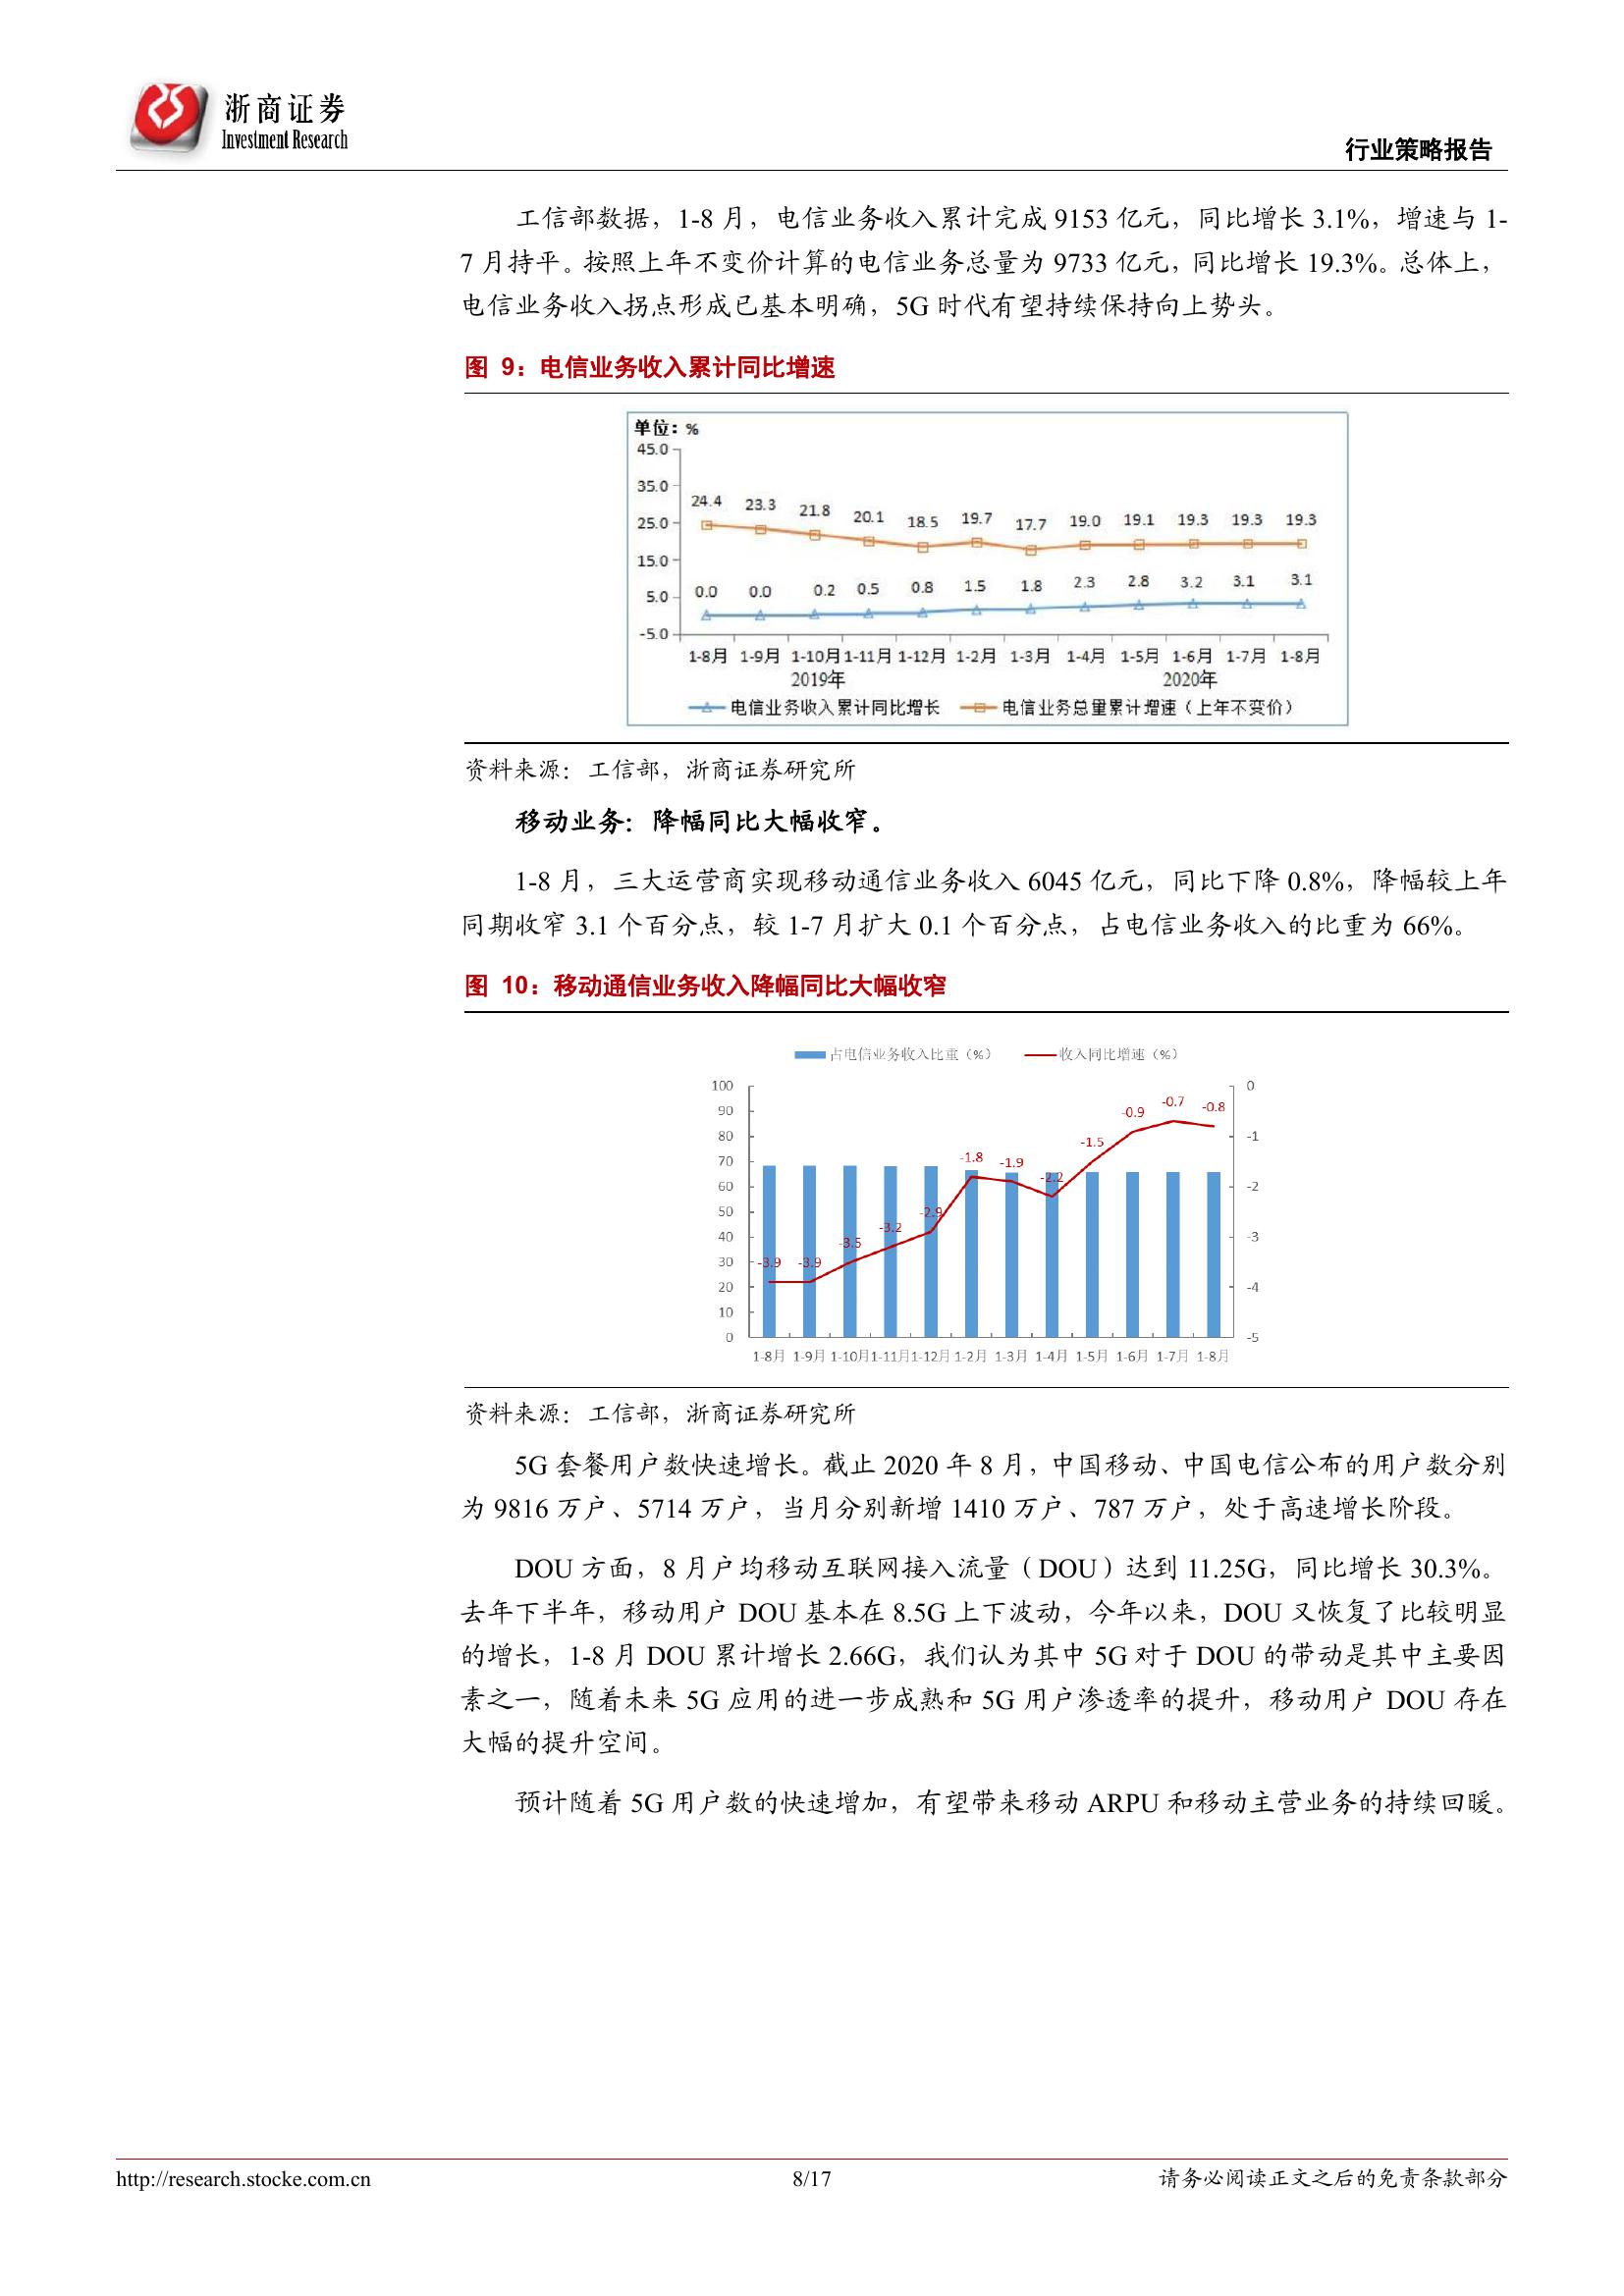 浙商证券
Investment Research
行业策略报告
工信部数据，1-8 月，电信业务收入累计完成 9153 亿元，同比增长 3.1%，增速与 1-
7 月持平。按照上年不变价计算的电信业务总量为 9733 亿元，同比增长 19.3%。总体上，
电信业务收入拐点形成已基本明确，5G 时代有望持续保持向上势头。
图 9：电信业务收入累计同比增速
单位：%
45.0
35.0
25.0
15.0
5.0
-5.0
24.4 23.3 21.8 20.1 18.5 19.7 17.7 19.0 19.1 19.3 19.3 19.3
0.0 0.0 0.2 0.5 0.8 1.5 1.8 2.3 2.8 3.2 3.1 3.1
1-8月 1-9月 1-10月 1-11月 1-12月 1-2月 1-3月 1-4月 1-5月 1-6月 1-7月 1-8月
2019年 2020年
电信业务收入累计同比增长 电信业务总量累计增速（上年不变价）
资料来源：工信部，浙商证券研究所
移动业务：降幅同比大幅收窄。
1-8 月，三大运营商实现移动通信业务收入 6045 亿元，同比下降 0.8%，降幅较上年
同期收窄 3.1 个百分点，较 1-7 月扩大 0.1 个百分点，占电信业务收入的比重为 66%。
图 10：移动通信业务收入降幅同比大幅收窄
占电信业务收入比重（%） 收入同比增速（%）
100 0
90
80 -1
70
60 -2
50
40 -3
30
20 -4
10
0 -5
-3.9 -3.9 -3.5 -3.2 -2.9 -1.8 -1.9 -2.2 -1.5 -0.9 -0.7 -0.8
1-8月 1-9月 1-10月 1-11月 1-12月 1-2月 1-3月 1-4月 1-5月 1-6月 1-7月 1-8月
资料来源：工信部，浙商证券研究所
5G 套餐用户数快速增长。截止 2020 年 8 月，中国移动、中国电信公布的用户数分别
为 9816 万户、5714 万户，当月分别新增 1410 万户、787 万户，处于高速增长阶段。
DOU 方面，8 月户均移动互联网接入流量（DOU）达到 11.25G，同比增长 30.3%。
去年下半年，移动用户 DOU 基本在 8.5G 上下波动，今年以来，DOU 又恢复了比较明显
的增长，1-8 月 DOU 累计增长 2.66G，我们认为其中 5G 对于 DOU 的带动是其中主要因
素之一，随着未来 5G 应用的进一步成熟和 5G 用户渗透率的提升，移动用户 DOU 存在
大幅的提升空间。
预计随着 5G 用户数的快速增加，有望带来移动 ARPU 和移动主营业务的持续回暖。
http://research.stocke.com.cn 8/17 请务必阅读正文之后的免责条款部分